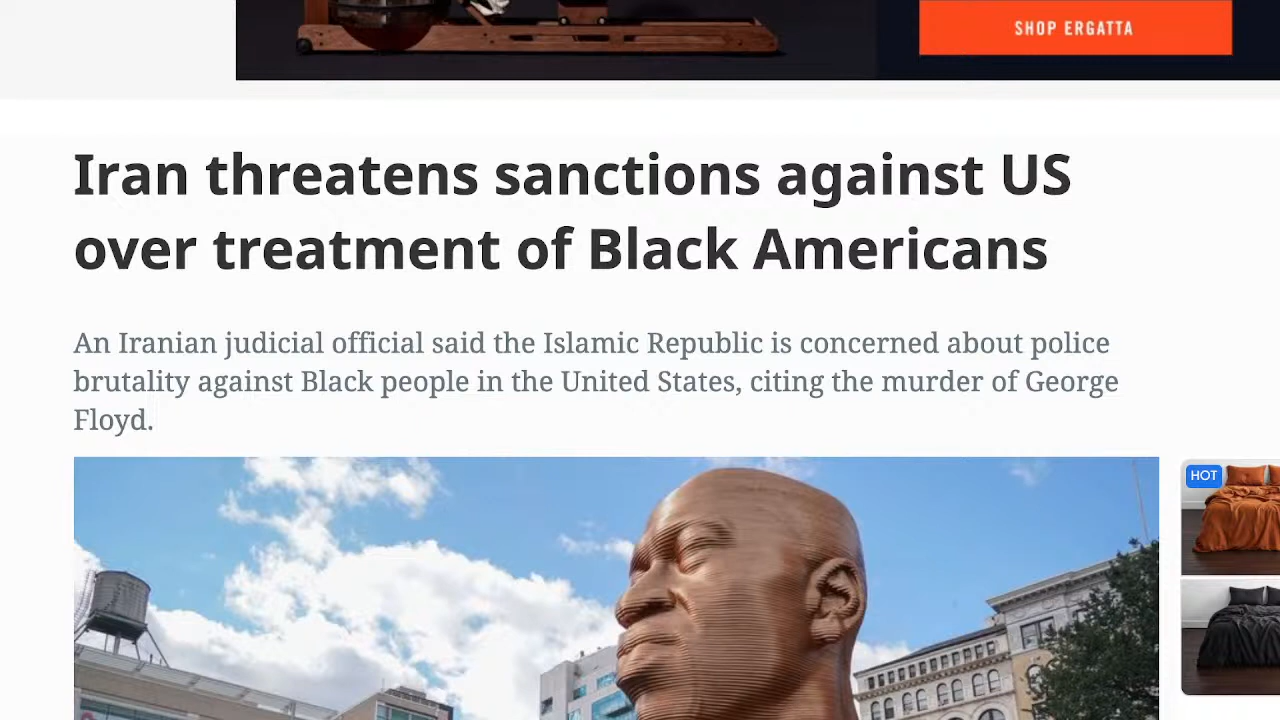 SHOP ERGATTA
Iran threatens sanctions against US
over treatment of Black Americans
An Iranian judicial official said the Islamic Republic is concerned about police
brutality against Black people in the United States, citing the murder of George
Floyd.
HOT